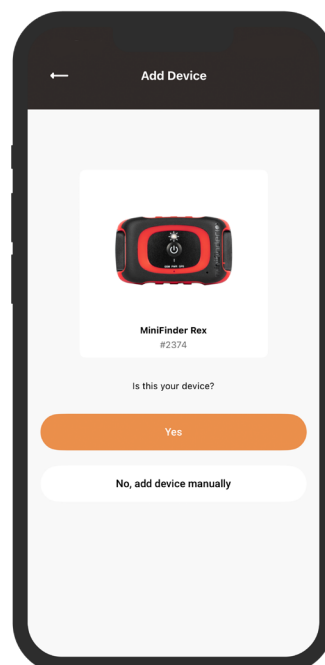 Add Device
MiniFinder Rex
#2374
Is this your device?
Yes
No, add device manually